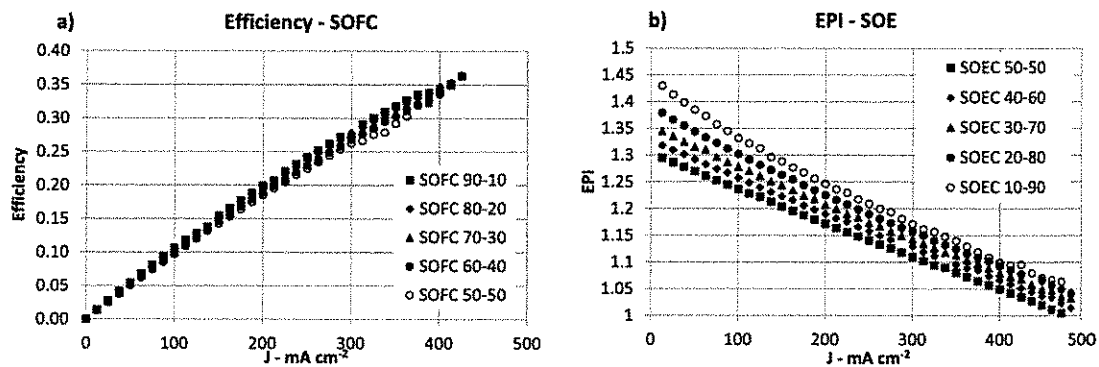 a)
Efficiency - SOFC
0.40
0.35
0.30
0.25
0.20
0.15
0.10
0.05
0.00
Efficiency
SOFC 90-10
SOFC 80-20
SOFC 70-30
SOFC 60-40
SOFC 50-50
0
100
200
300
400
500
J - mA cm-2
b)
EPI - SOE
1.5
1.45
1.4
1.35
1.3
1.25
1.2
1.15
1.1
1.05
1
EPI
SOEC 50-50
SOEC 40-60
SOEC 30-70
SOEC 20-80
SOEC 10-90
0
100
200
300
400
500
J - mA cm-2